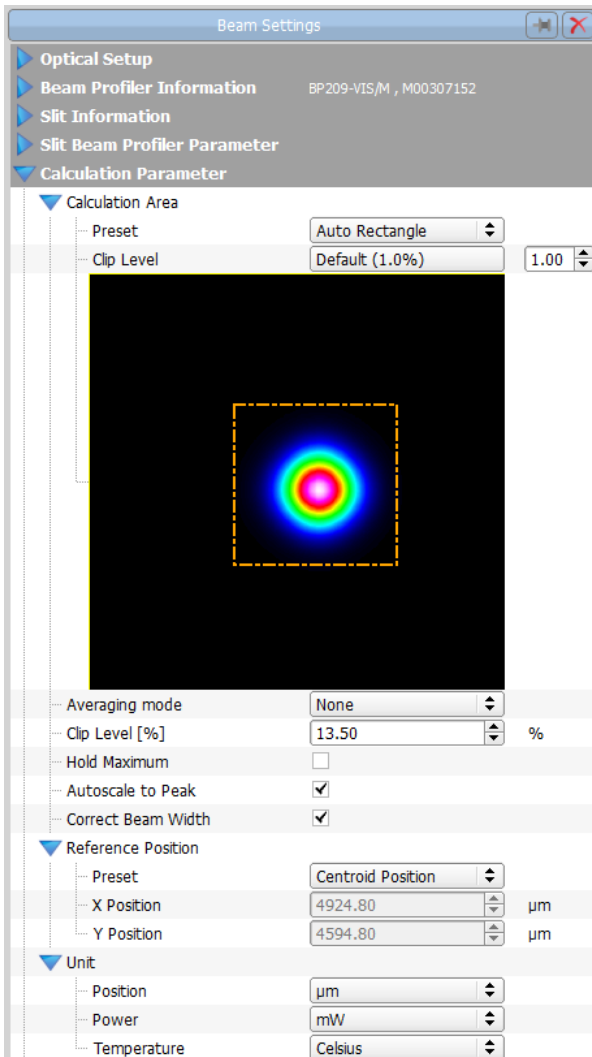 Beam Settings
Optical Setup
Beam Profiler Information BP209-VIS/M , M00307152
Slit Information
Slit Beam Profiler Parameter
Calculation Parameter
Calculation Area
Preset Auto Rectangle
Clip Level Default (1.0%) 1.00
Averaging mode None
Clip Level [%] 13.50 %
Hold Maximum
Autoscale to Peak
Correct Beam Width
Reference Position
Preset Centroid Position
X Position 4924.80 µm
Y Position 4594.80 µm
Unit
Position µm
Power mW
Temperature Celsius